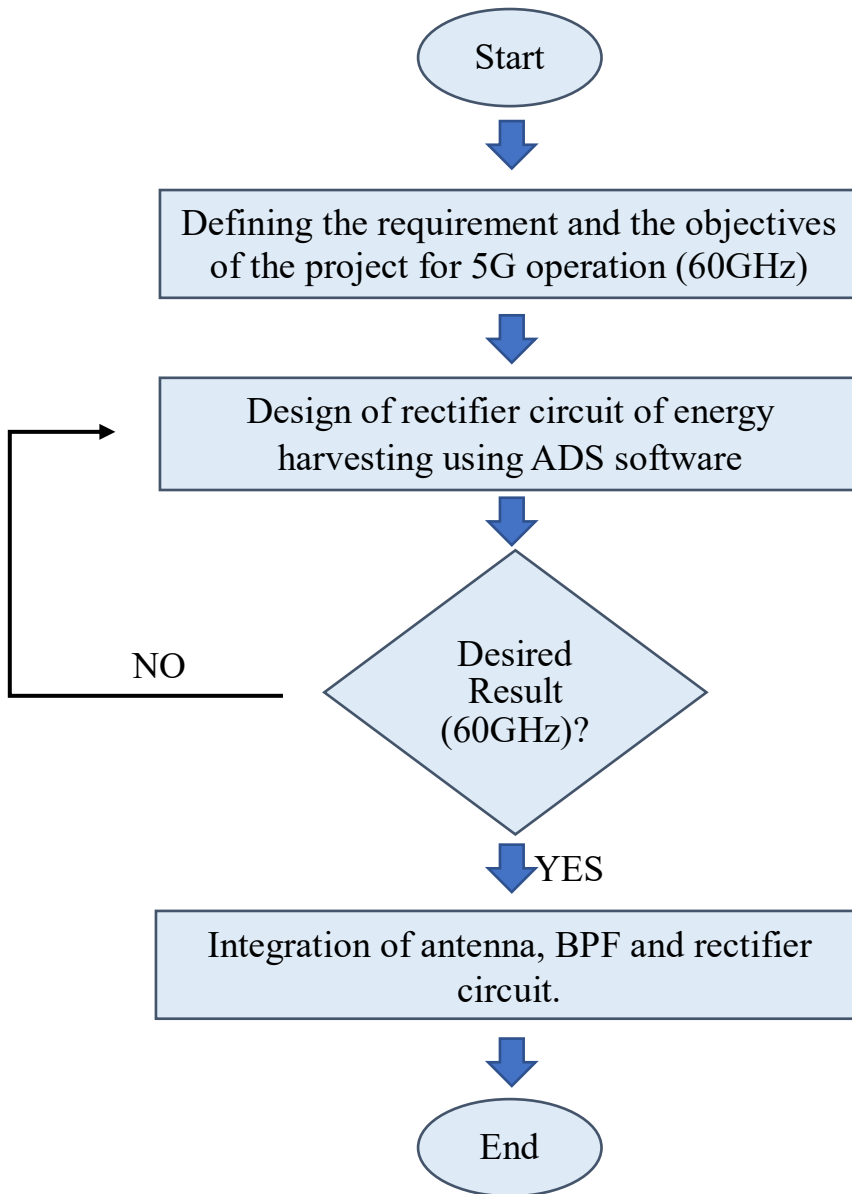 Start
Defining the requirement and the objectives
of the project for 5G operation (60GHz)
Design of rectifier circuit of energy
harvesting using ADS software
NO
Desired
Result
(60GHz)?
YES
Integration of antenna, BPF and rectifier
circuit.
End